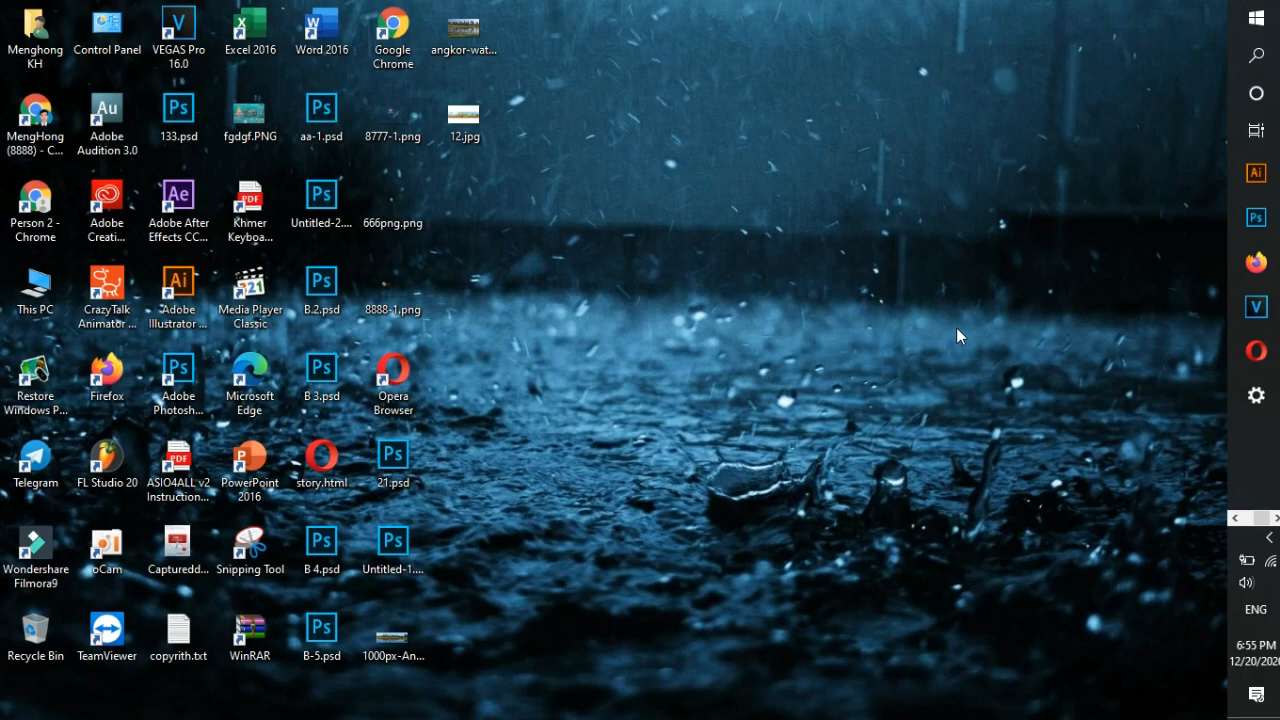 Menghong
KH
Control Panel
VEGAS Pro
16.0
Excel 2016
Word 2016
Google
Chrome
angkor-wat...
MengHong
(8888) - C...
Adobe
Audition 3.0
133.psd
fgdgf.PNG
aa-1.psd
8777-1.png
12.jpg
Person 2 -
Chrome
Adobe
Creati...
Adobe After
Effects CC...
Khmer
Keyboa...
Untitled-2....
666png.png
This PC
CrazyTalk
Animator ...
Adobe
Illustrator ...
Media Player
Classic
B.2.psd
8888-1.png
Restore
Windows P...
Firefox
Adobe
Photosh...
Microsoft
Edge
B 3.psd
Opera
Browser
Telegram
FL Studio 20
ASIO4ALL v2
Instruction...
PowerPoint
2016
story.html
21.psd
Wondershare
Filmora9
oCam
Capturedd...
Snipping Tool
B 4.psd
Untitled-1....
Recycle Bin
TeamViewer
copyrith.txt
WinRAR
B-5.psd
1000px-An...
ENG
6:55 PM
12/20/2020